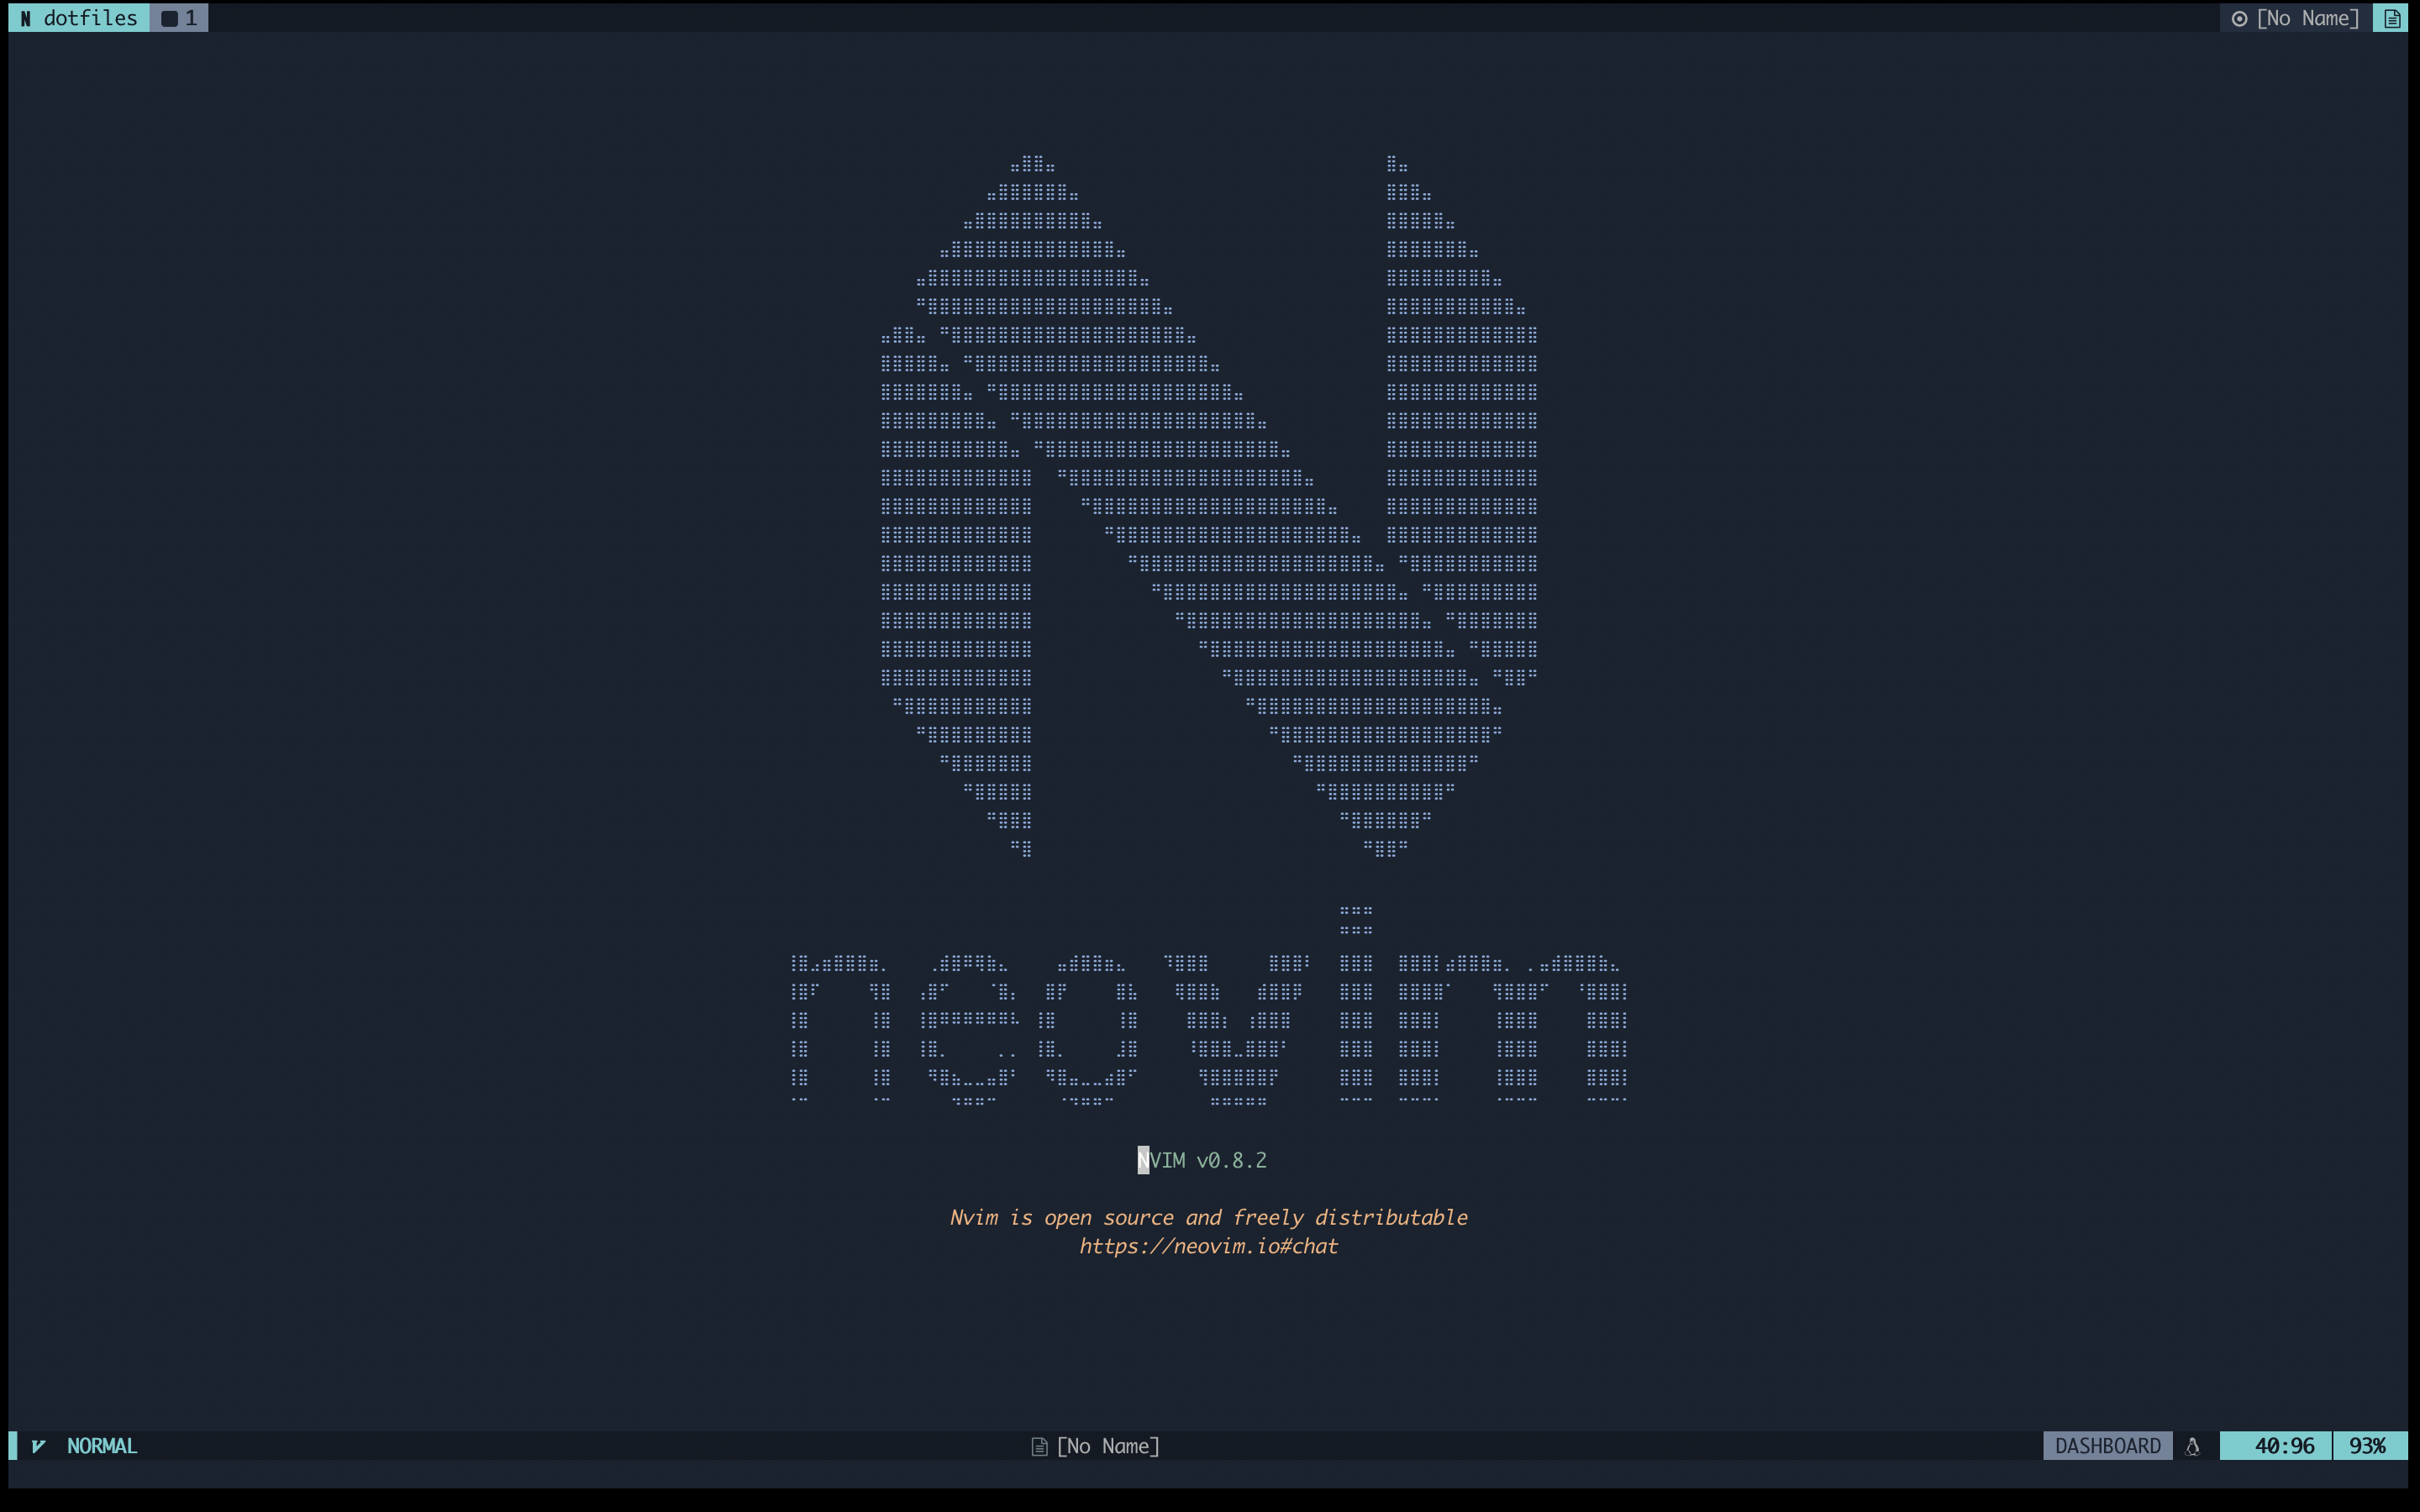 N dotfiles 1 [No Name]
neovim
NVIM v0.8.2
Nvim is open source and freely distributable
https://neovim.io#chat
NORMAL [No Name] DASHBOARD 40:96 93%